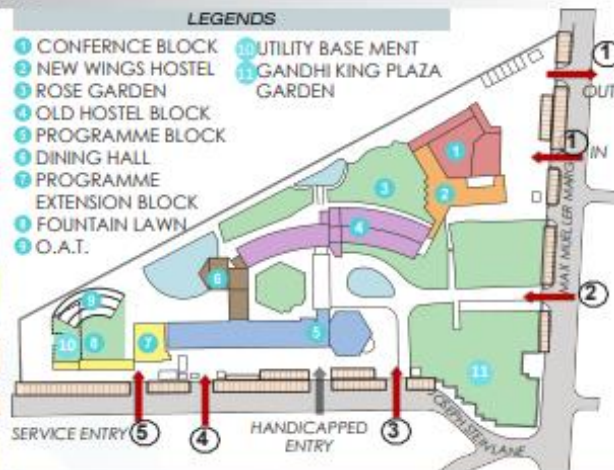 LEGENDS
1 CONFERNCE BLOCK
2 NEW WINGS HOSTEL
3 ROSE GARDEN
4 OLD HOSTEL BLOCK
5 PROGRAMME BLOCK
6 DINING HALL
7 PROGRAMME
EXTENSION BLOCK
8 FOUNTAIN LAWN
9 O.A.T.
10 UTILITY BASE MENT
11 GANDHI KING PLAZA
GARDEN
1
OUT
1
IN
MAX MUELLER MARG
2
1
2
3
4
5
6
7
8
9
10
11
SERVICE ENTRY 5
4
HANDICAPPED
ENTRY
3
JOSEPH STEIN LANE